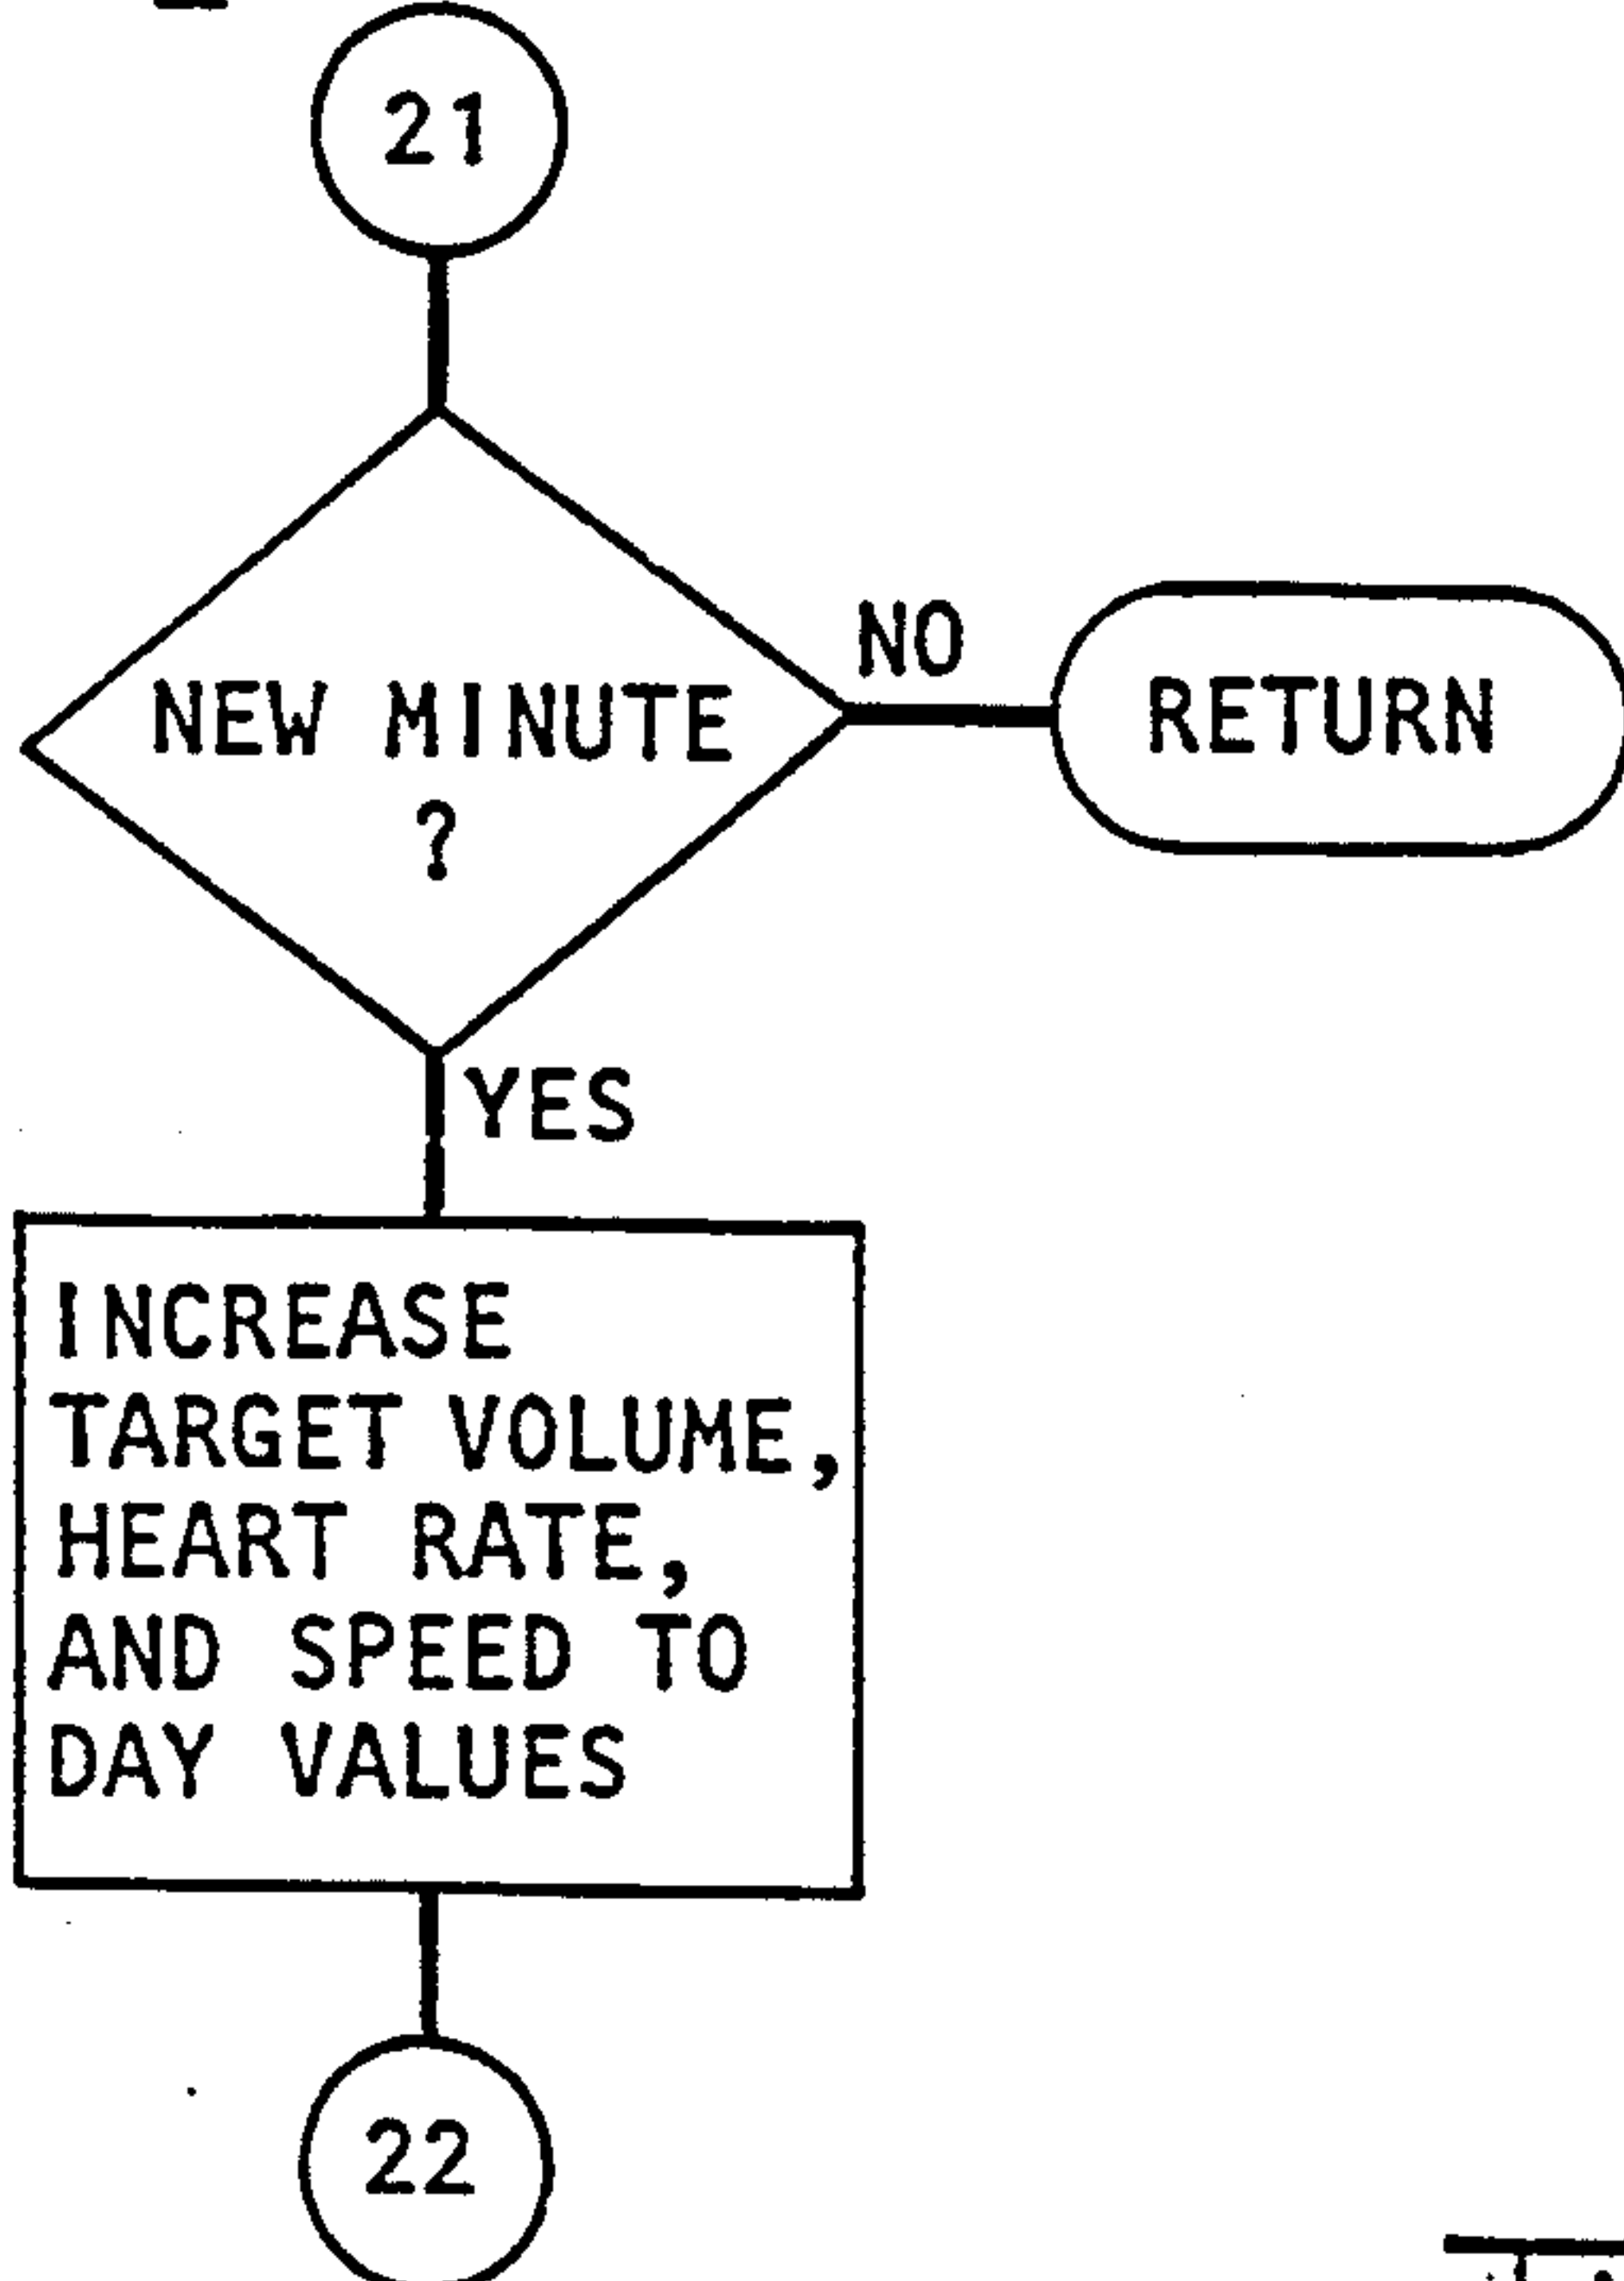 21
NEW MINUTE
?
NO
RETURN
YES
INCREASE
TARGET VOLUME,
HEART RATE,
AND SPEED TO
DAY VALUES
22